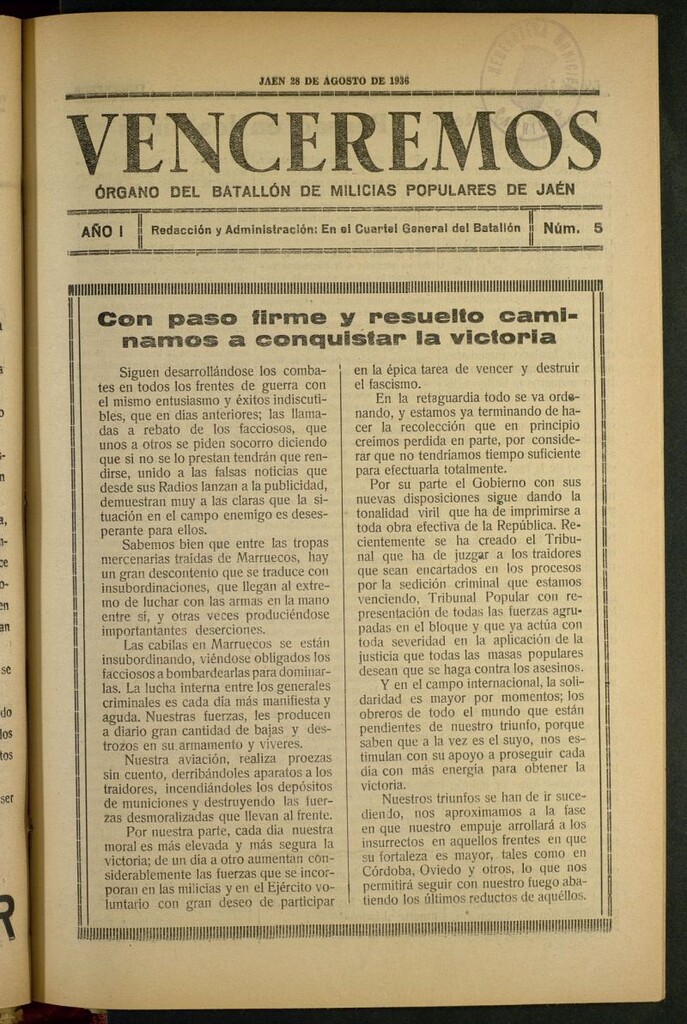 JAEN 28 DE AGOSTO DE 1936
VENCEREMOS
ÓRGANO DEL BATALLÓN DE MILICIAS POPULARES DE JAÉN
AÑO I
Redacción y Administración: En el Cuartel General del Batallón
Núm. 5
Con paso firme y resuelto cami-
namos a conquistar la victoria
Siguen desarrollándose los comba-
tes en todos los frentes de guerra con
el mismo entusiasmo y éxitos indiscuti-
bles, que en dias anteriores; las llama-
das a rebato de los facciosos, que
unos a otros se piden socorro diciendo
que si no se lo prestan tendrán que ren-
dirse, unido a las falsas noticias que
desde sus Radios lanzan a la publicidad,
demuestran muy a las claras que la si-
tuación en el campo enemigo es deses-
perante para ellos.
Sabemos bien que entre las tropas
mercenarias traídas de Marruecos, hay
un gran descontento que se traduce con
insubordinaciones, que llegan al extre-
mo de luchar con las armas en la mano
entre sí, y otras veces produciéndose
importantantes deserciones.
Las cabilas en Marruecos se están
insubordinando, viéndose obligados los
facciosos a bombardearlas para dominar-
las. La lucha interna entre los generales
criminales es cada día más manifiesta y
aguda. Nuestras fuerzas, les producen
a diario gran cantidad de bajas y des-
trozos en su armamento y víveres.
Nuestra aviación, realiza proezas
sin cuento, derribándoles aparatos a los
traidores, incendiándoles los depósitos
de municiones y destruyendo las fuer-
zas desmoralizadas que llevan al frente.
Por nuestra parte, cada día nuestra
moral es más elevada y más segura la
victoria; de un día a otro aumentan con-
siderablemente las fuerzas que se incor-
poran en las milicias y en el Ejército vo-
luntario con gran deseo de participar
en la épica tarea de vencer y destruir
el fascismo.
En la retaguardia todo se va orde-
nando, y estamos ya terminando de ha-
cer la recolección que en principio
creímos perdida en parte, por conside-
rar que no tendríamos tiempo suficiente
para efectuarla totalmente.
Por su parte el Gobierno con sus
nuevas disposiciones sigue dando la
tonalidad viril que ha de imprimirse a
toda obra efectiva de la República. Re-
cientemente se ha creado el Tribu-
nal que ha de juzgar a los traidores
que sean encartados en los procesos
por la sedición criminal que estamos
venciendo, Tribunal Popular con re-
presentación de todas las fuerzas agru-
padas en el bloque y que ya actúa con
toda severidad en la aplicación de la
justicia que todas las masas populares
desean que se haga contra los asesinos.
Y en el campo internacional, la soli-
daridad es mayor por momentos; los
obreros de todo el mundo que están
pendientes de nuestro triunfo, porque
saben que a la vez es el suyo, nos es-
timulan con su apoyo a proseguir cada
día con más energía para obtener la
victoria.
Nuestros triunfos se han de ir suce-
diendo, nos aproximamos a la fase
en que nuestro empuje arrollará a los
insurrectos en aquellos frentes en que
su fortaleza es mayor, tales como en
Córdoba, Oviedo y otros, lo que nos
permitirá seguir con nuestro fuego aba-
tiendo los últimos reductos de aquéllos.